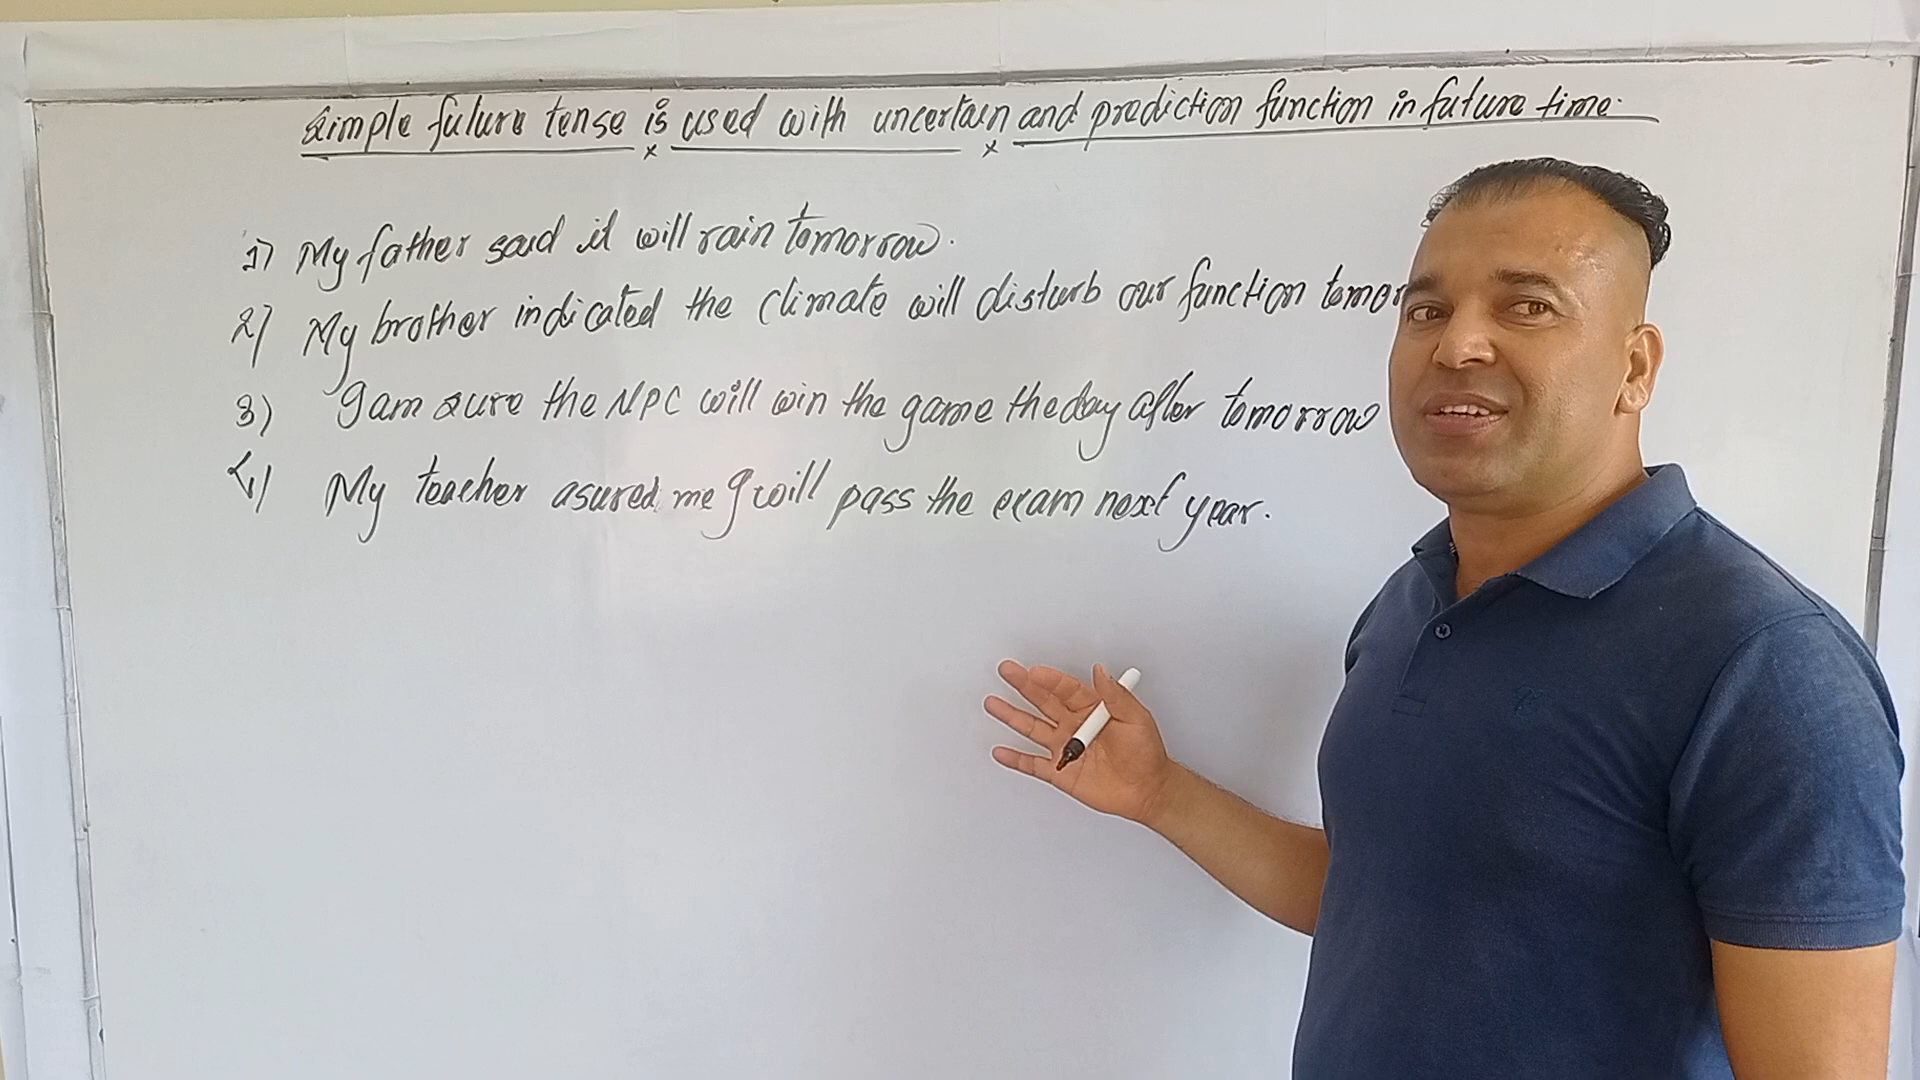 Simple future tense is used with uncertain and prediction function in future time.
1) My father said it will rain tomorrow.
2) My brother indicated the climate will disturb our function tomor
3) I am sure the NPC will win the game the day after tomorrow
4) My teacher asured me I will pass the exam next year.